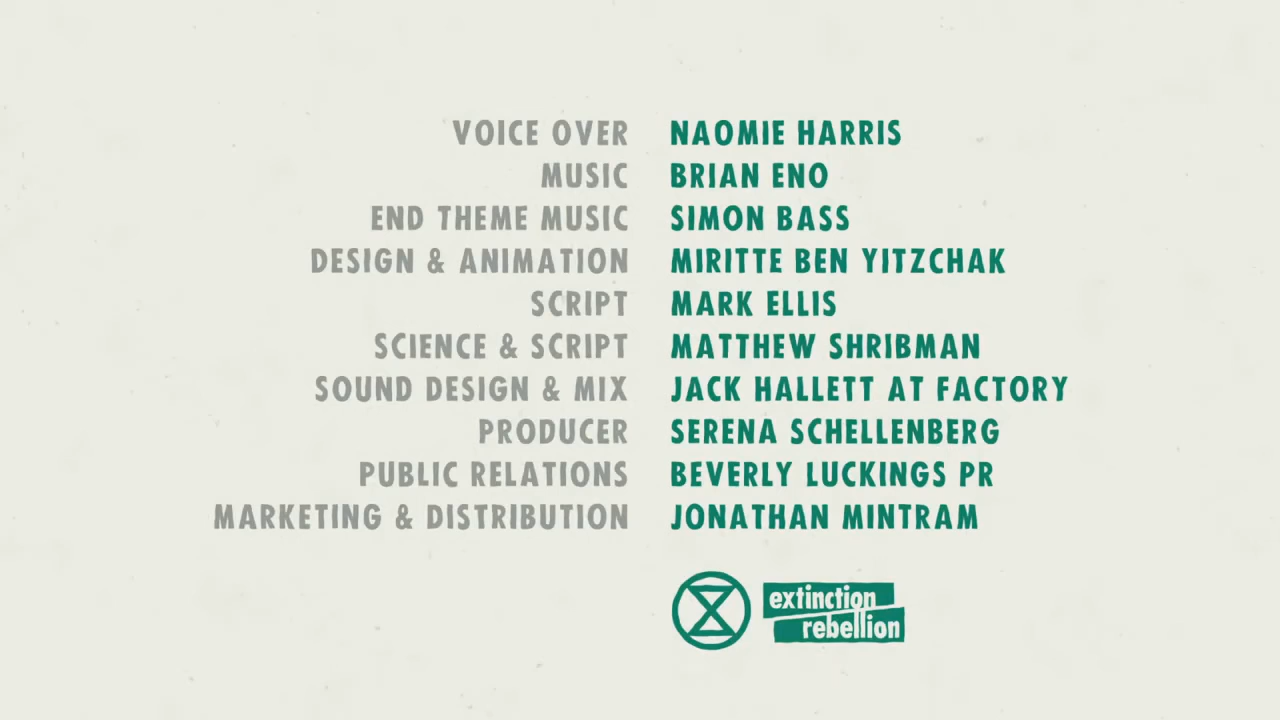 VOICE OVER NAOMIE HARRIS
MUSIC BRIAN ENO
END THEME MUSIC SIMON BASS
DESIGN & ANIMATION MIRITTE BEN YITZCHAK
SCRIPT MARK ELLIS
SCIENCE & SCRIPT MATTHEW SHRIBMAN
SOUND DESIGN & MIX JACK HALLETT AT FACTORY
PRODUCER SERENA SCHELLENBERG
PUBLIC RELATIONS BEVERLY LUCKINGS PR
MARKETING & DISTRIBUTION JONATHAN MINTRAM
extinction
rebellion